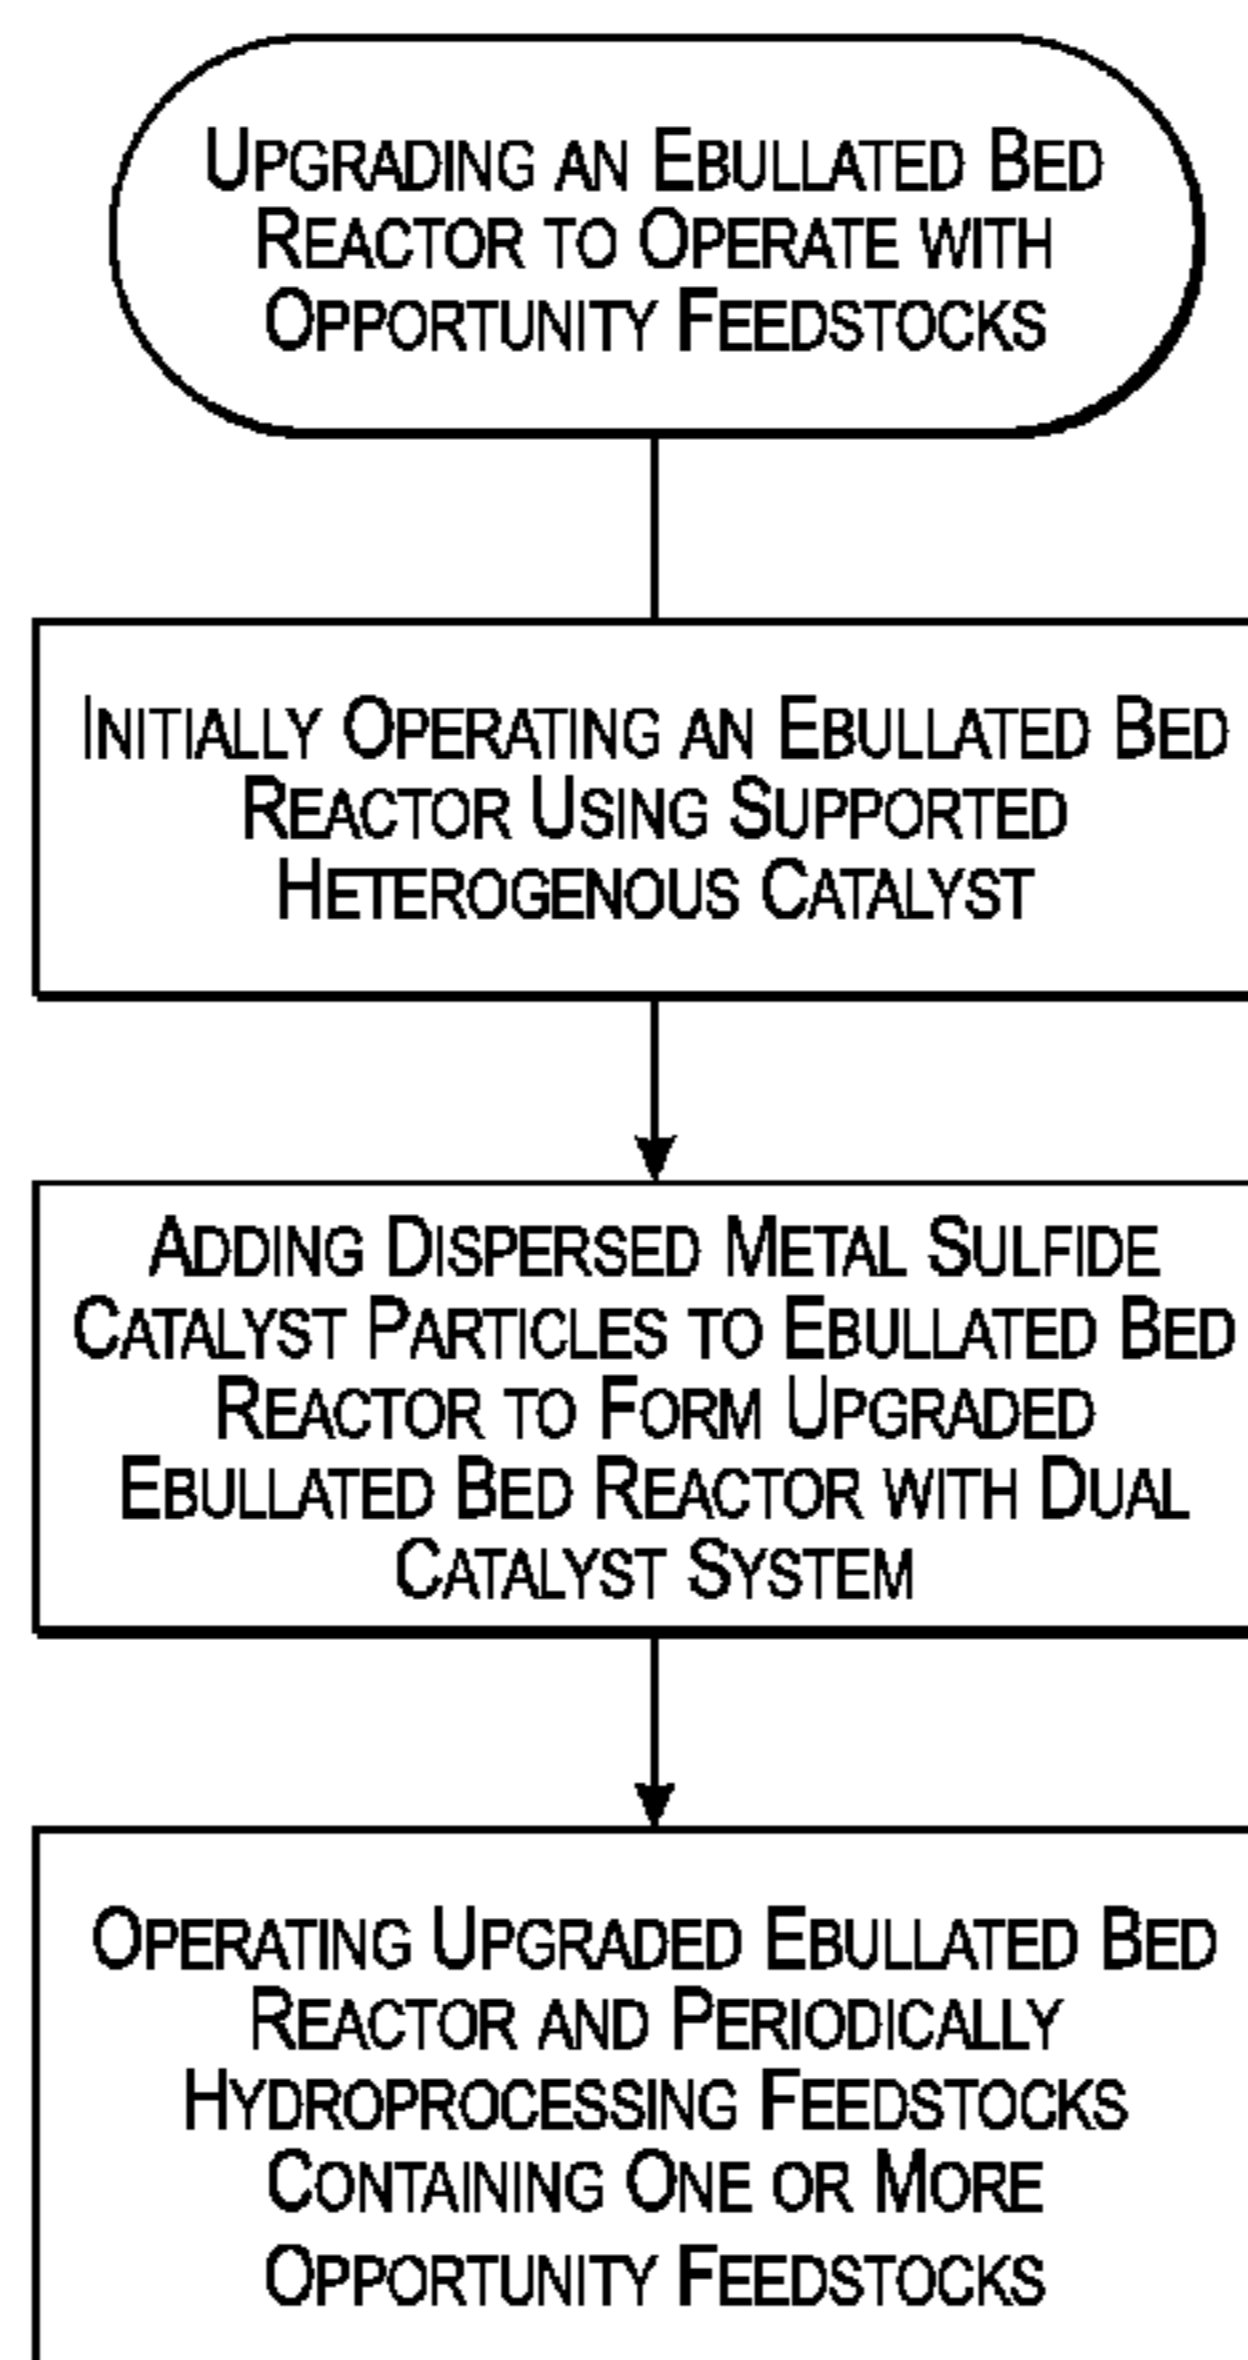 UPGRADING AN EBULLATED BED
REACTOR TO OPERATE WITH
OPPORTUNITY FEEDSTOCKS
INITIALLY OPERATING AN EBULLATED BED
REACTOR USING SUPPORTED
HETEROGENOUS CATALYST
ADDING DISPERSED METAL SULFIDE
CATALYST PARTICLES TO EBULLATED BED
REACTOR TO FORM UPGRADED
EBULLATED BED REACTOR WITH DUAL
CATALYST SYSTEM
OPERATING UPGRADED EBULLATED BED
REACTOR AND PERIODICALLY
HYDROPROCESSING FEEDSTOCKS
CONTAINING ONE OR MORE
OPPORTUNITY FEEDSTOCKS